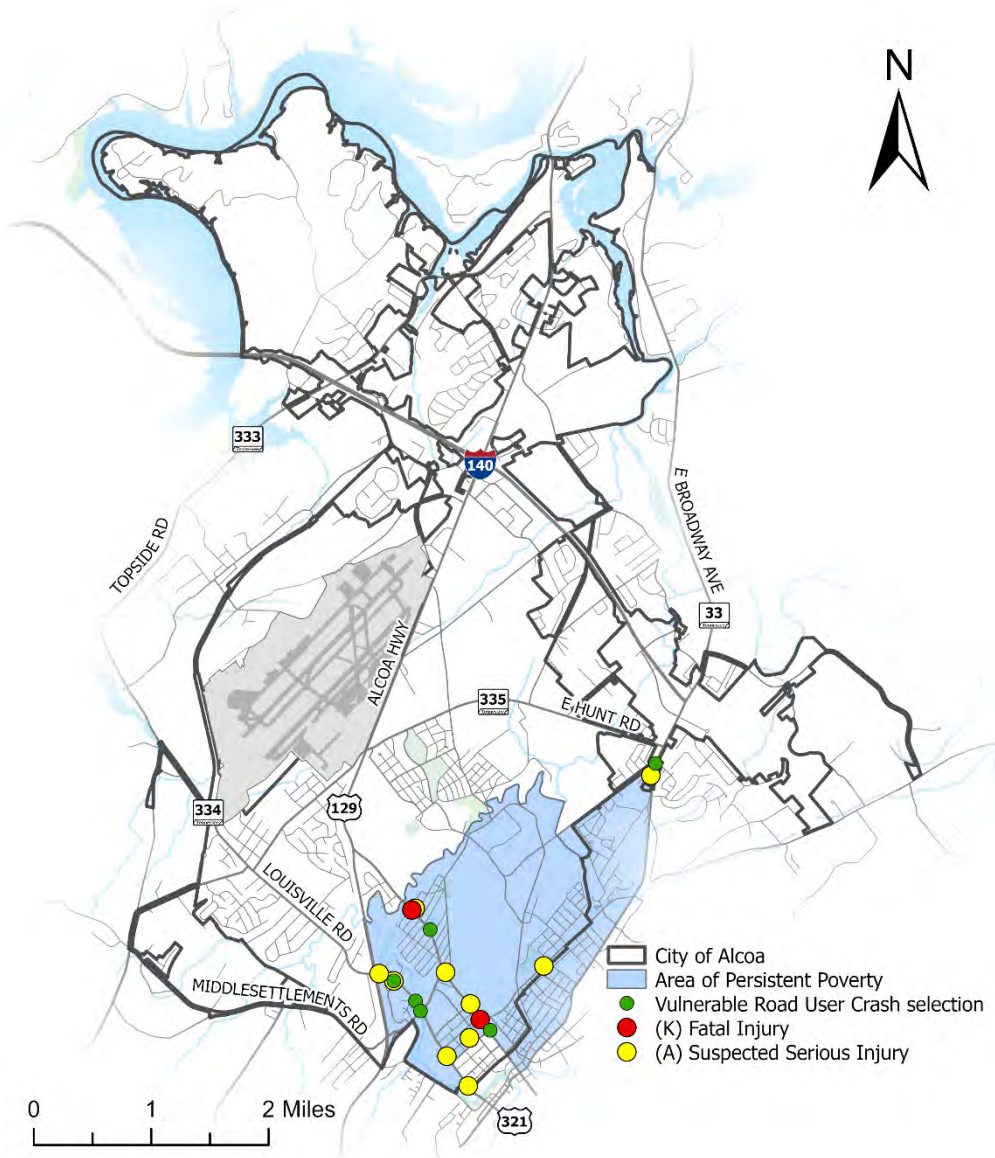 N
333
140
TOPSIDE RD
E BROADWAY AVE
33
ALCOA HWY
335
E HUNT RD
334
129
LOUISVILLE RD
MIDDLESETTLEMENTS RD
City of Alcoa
Area of Persistent Poverty
Vulnerable Road User Crash selection
(K) Fatal Injury
(A) Suspected Serious Injury
0 1 2 Miles
321